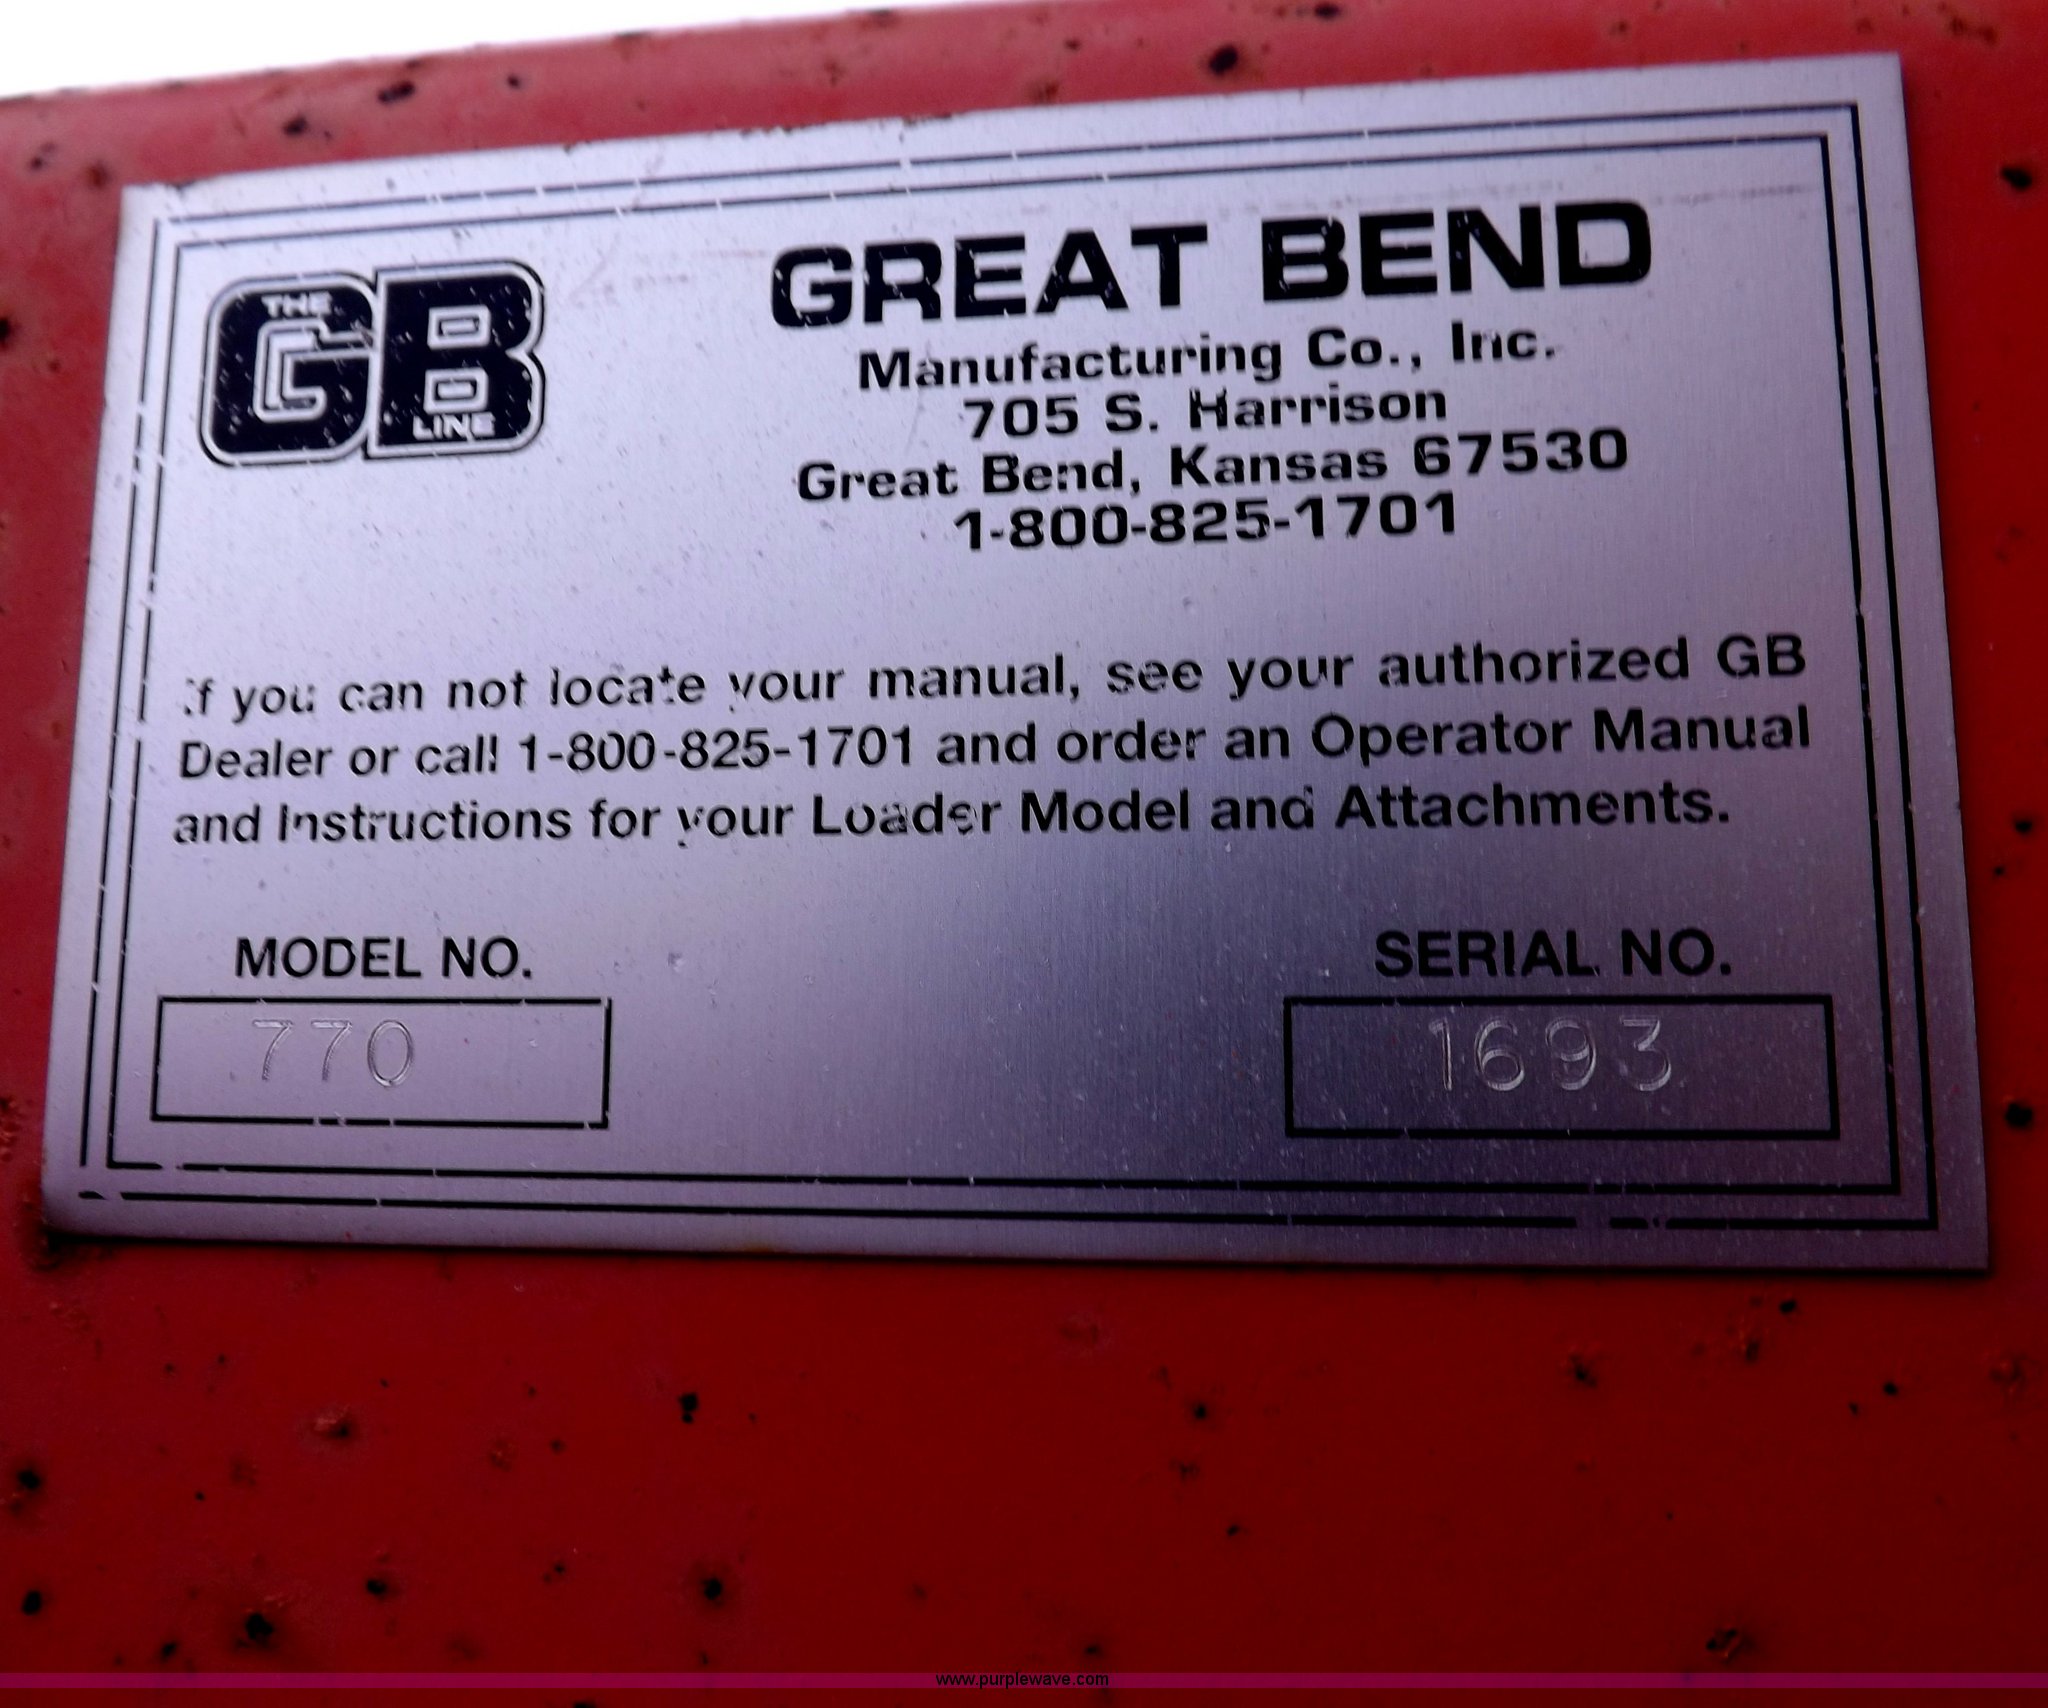 THE
GB
LINE
GREAT BEND
Manufacturing Co., Inc.
705 S. Harrison
Great Bend, Kansas 67530
1-800-825-1701
If you can not locate your manual, see your authorized GB
Dealer or call 1-800-825-1701 and order an Operator Manual
and Instructions for your Loader Model and Attachments.
MODEL NO.
770
SERIAL NO.
1693
www.purplewave.com